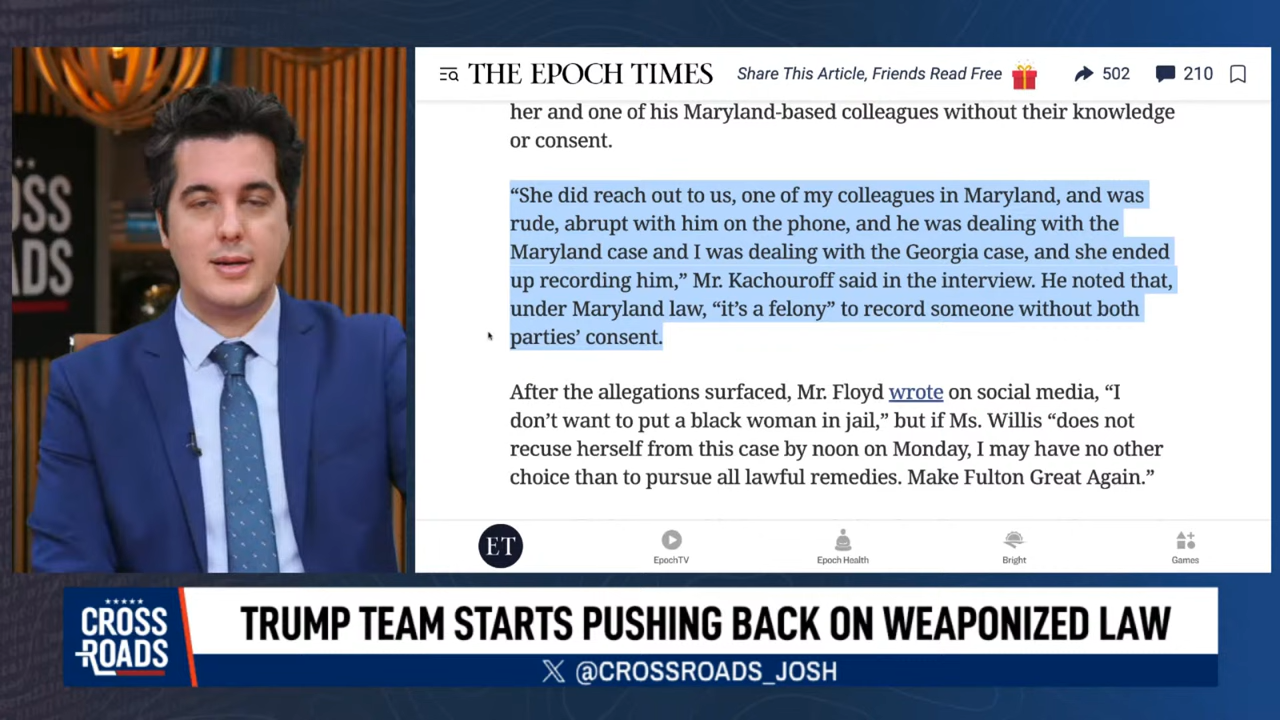 OSS
ADS
THE EPOCH TIMES
Share This Article, Friends Read Free
502
210
her and one of his Maryland-based colleagues without their knowledge
or consent.
“She did reach out to us, one of my colleagues in Maryland, and was
rude, abrupt with him on the phone, and he was dealing with the
Maryland case and I was dealing with the Georgia case, and she ended
up recording him,” Mr. Kachouroff said in the interview. He noted that,
under Maryland law, “it’s a felony” to record someone without both
parties’ consent.
After the allegations surfaced, Mr. Floyd wrote on social media, “I
don’t want to put a black woman in jail,” but if Ms. Willis “does not
recuse herself from this case by noon on Monday, I may have no other
choice than to pursue all lawful remedies. Make Fulton Great Again.”
ET
EpochTV
Epoch Health
Bright
Games
CROSS
ROADS
TRUMP TEAM STARTS PUSHING BACK ON WEAPONIZED LAW
X @CROSSROADS_JOSH